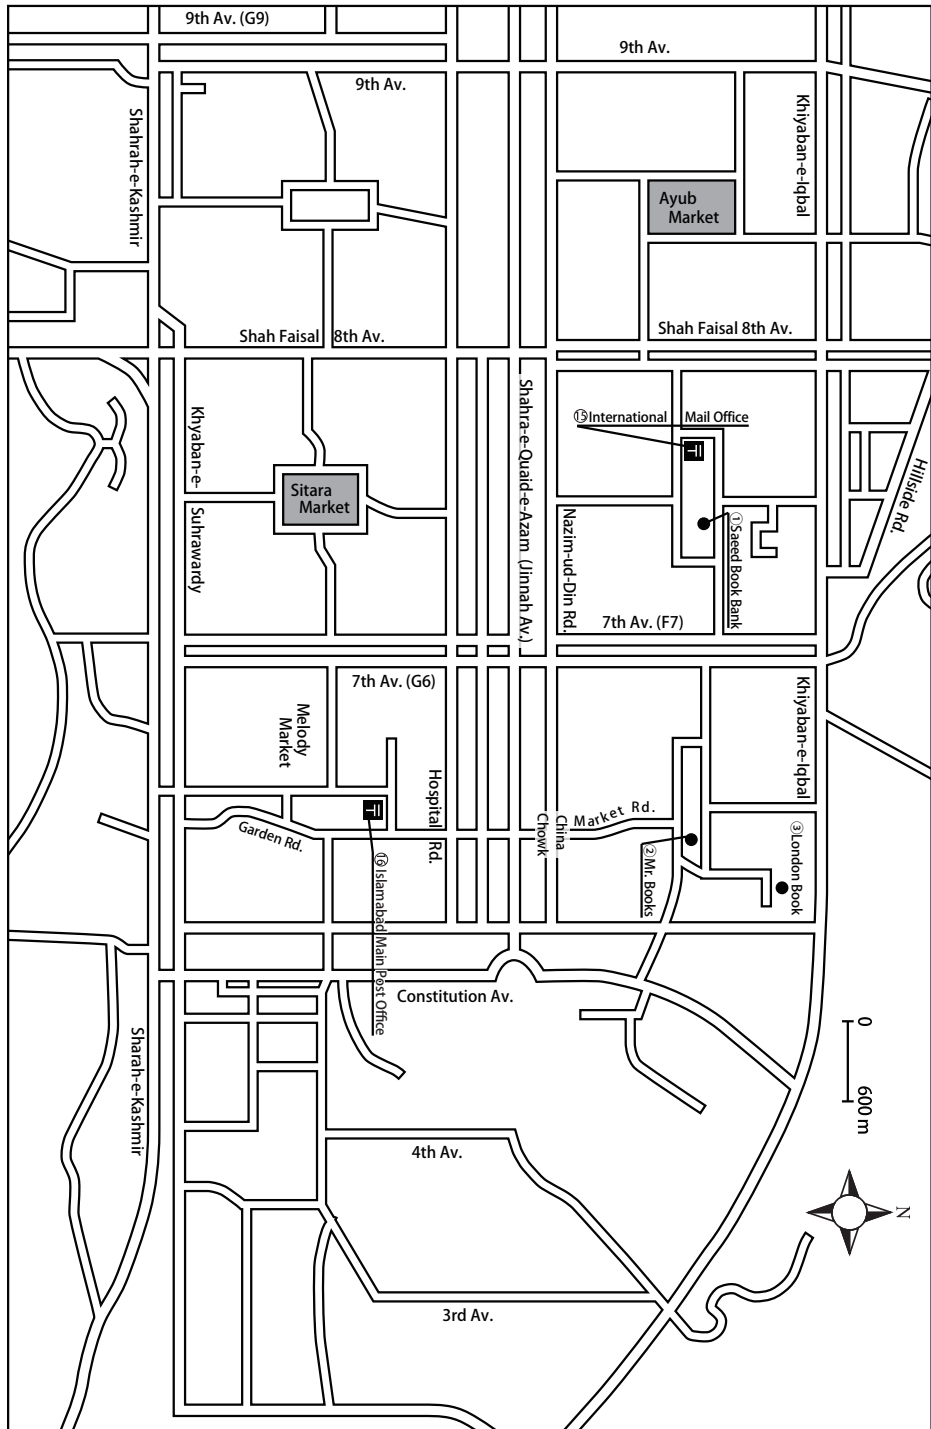 9th Av. (G9)
9th Av.
9th Av.
Shahrah-e-Kashmir
Khiyaban-e-Iqbal
Ayub
Market
Shah Faisal 8th Av.
Shah Faisal 8th Av.
Shahra-e-Quaid-e-Azam (Jinnah Av.)
Khyaban-e-
Suhrawardy
⑮International Mail Office
Hillside Rd.
Sitara
Market
Nazim-ud-Din Rd.
①Saeed Book Bank
7th Av. (F7)
7th Av. (G6)
Melody
Market
Khiyaban-e-Iqbal
Hospital Rd.
Garden Rd.
China
Chowk
Market Rd.
②Mr. Books
③London Book
⑯Islamabad Main Post Office
Constitution Av.
Sharah-e-Kashmir
0
600 m
4th Av.
N
3rd Av.